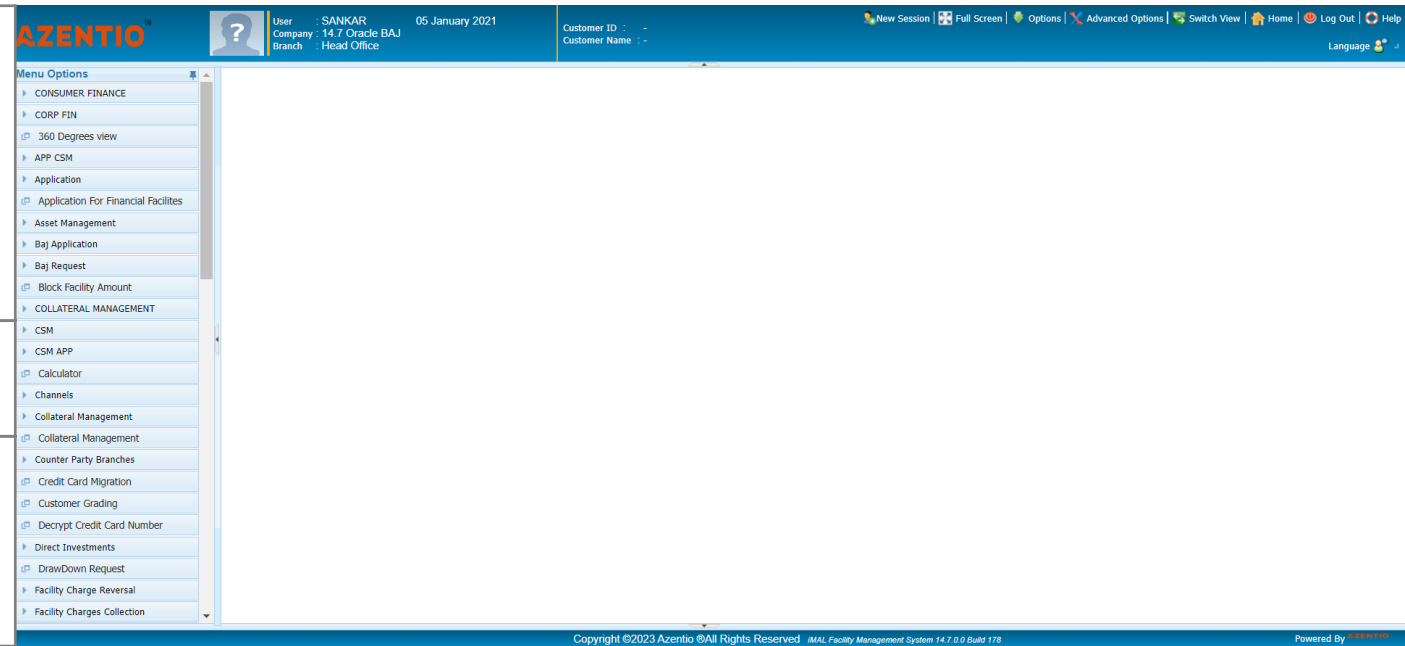 AZENTIO™
?
User : SANKAR 05 January 2021
Company : 14.7 Oracle BAJ
Branch : Head Office
Customer ID : -
Customer Name : -
New Session | Full Screen | Options | Advanced Options | Switch View | Home | Log Out | Help
Language
Menu Options
CONSUMER FINANCE
CORP FIN
360 Degrees view
APP CSM
Application
Application For Financial Facilites
Asset Management
Baj Application
Baj Request
Block Facility Amount
COLLATERAL MANAGEMENT
CSM
CSM APP
Calculator
Channels
Collateral Management
Collateral Management
Counter Party Branches
Credit Card Migration
Customer Grading
Decrypt Credit Card Number
Direct Investments
DrawDown Request
Facility Charge Reversal
Facility Charges Collection
Copyright ©2023 Azentio ®All Rights Reserved iMAL Facility Management System 14.7.0.0 Build 178
Powered By AZENTIO